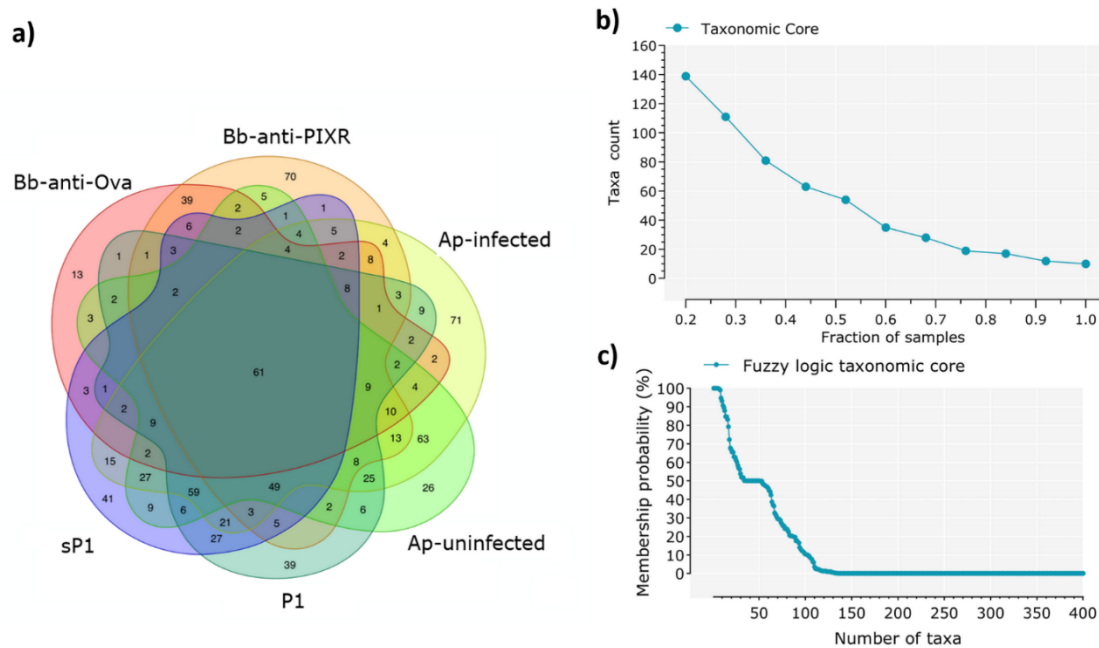 a)
Bb-anti-PIXR
Bb-anti-Ova
Ap-infected
Ap-uninfected
P1
sP1
70
39 2 5 1 1 4
6 2 4 5 8
13 1 1 3 4 2 3 9
2 2 8 1 71
3 2 2
61 2
3 1 9 4
2 9 10
2 13 63
15 27 8
41 59 49 25 26
9 6 21 3 2 6
27 5
39
b)
Taxonomic Core
Taxa count
160
140
120
100
80
60
40
20
0
0.2 0.3 0.4 0.5 0.6 0.7 0.8 0.9 1.0
Fraction of samples
c)
Fuzzy logic taxonomic core
Membership probability (%)
100
90
80
70
60
50
40
30
20
10
0
50 100 150 200 250 300 350 400
Number of taxa